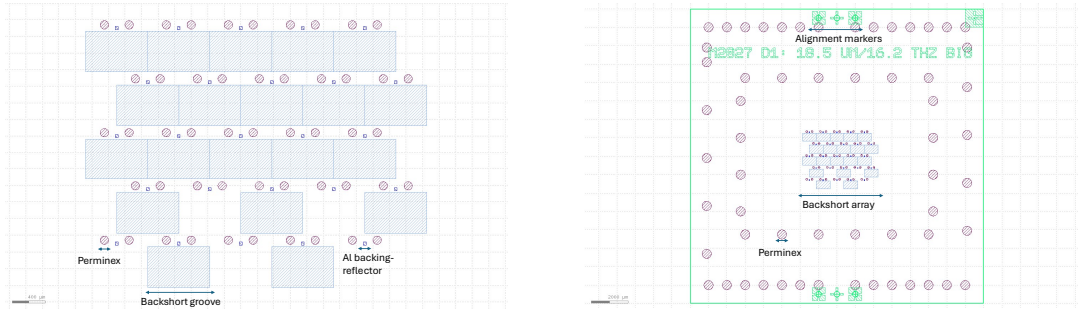 Perminex
Al backing-
reflector
Backshort groove
400 µm
Alignment markers
M2827 D1: 18.5 UM/16.2 THZ BIG
Backshort array
Perminex
2000 µm